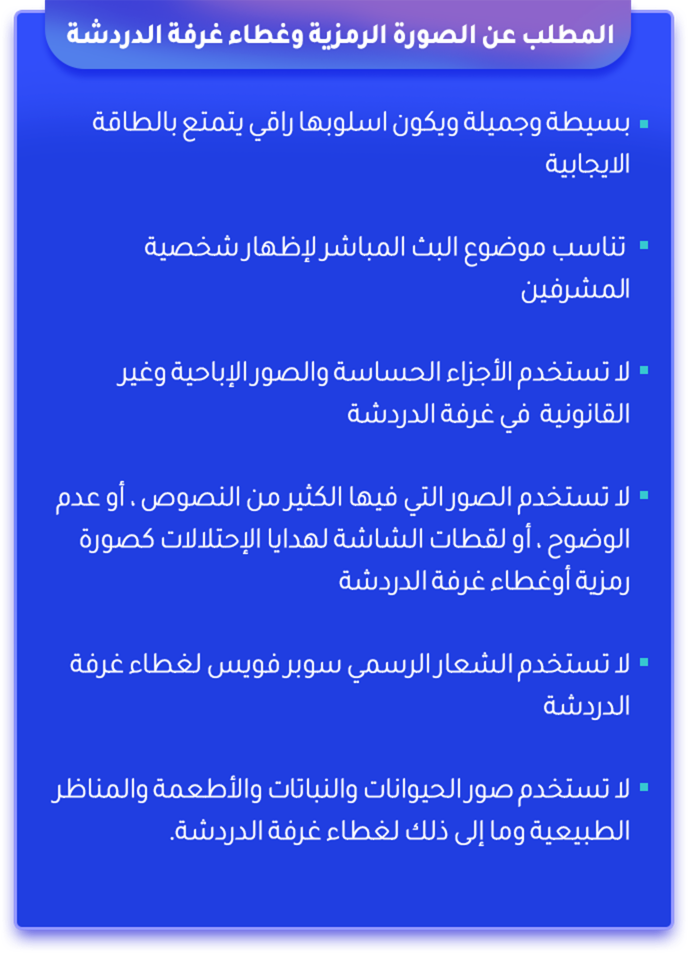 المطلب عن الصورة الرمزية وغطاء غرفة الدردشة
بسيطة وجميلة ويكون اسلوبها راقي يتمتع بالطاقة
الايجابية
تناسب موضوع البث المباشر لإظهار شخصية
المشرفين
لا تستخدم الأجزاء الحساسة والصور الإباحية وغير
القانونية في غرفة الدردشة
لا تستخدم الصور التي فيها الكثير من النصوص ، أو عدم
الوضوح ، أو لقطات الشاشة لهدايا الإحتلالات كصورة
رمزية أوغطاء غرفة الدردشة
لا تستخدم الشعار الرسمي سوبر فويس لغطاء غرفة
الدردشة
لا تستخدم صور الحيوانات والنباتات والأطعمة والمناظر
الطبيعية وما إلى ذلك لغطاء غرفة الدردشة.